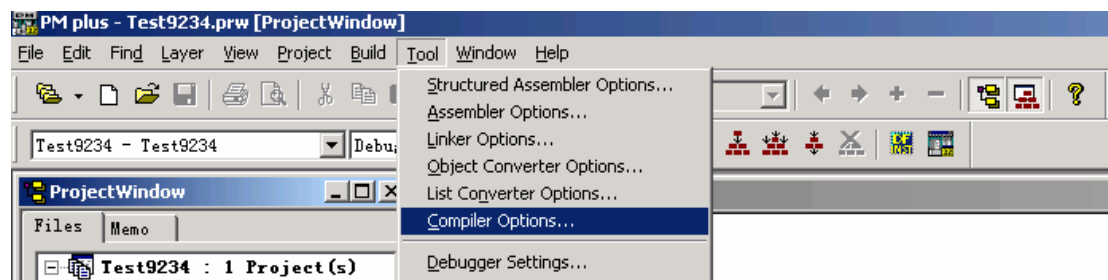 PM plus - Test9234.prw [ProjectWindow]
File Edit Find Layer View Project Build Tool Window Help
Structured Assembler Options...
Assembler Options...
Test9234 - Test9234
Linker Options...
Object Converter Options...
ProjectWindow
List Converter Options...
Files Memo
Compiler Options...
Test9234 : 1 Project(s)
Debugger Settings...